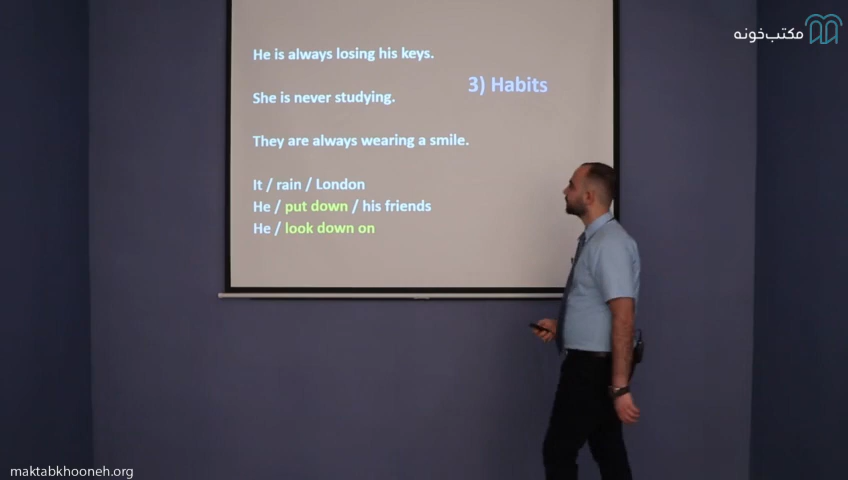 مکتب‌خونه
He is always losing his keys.
3) Habits
She is never studying.
They are always wearing a smile.
It / rain / London
He / put down / his friends
He / look down on
maktabkhooneh.org